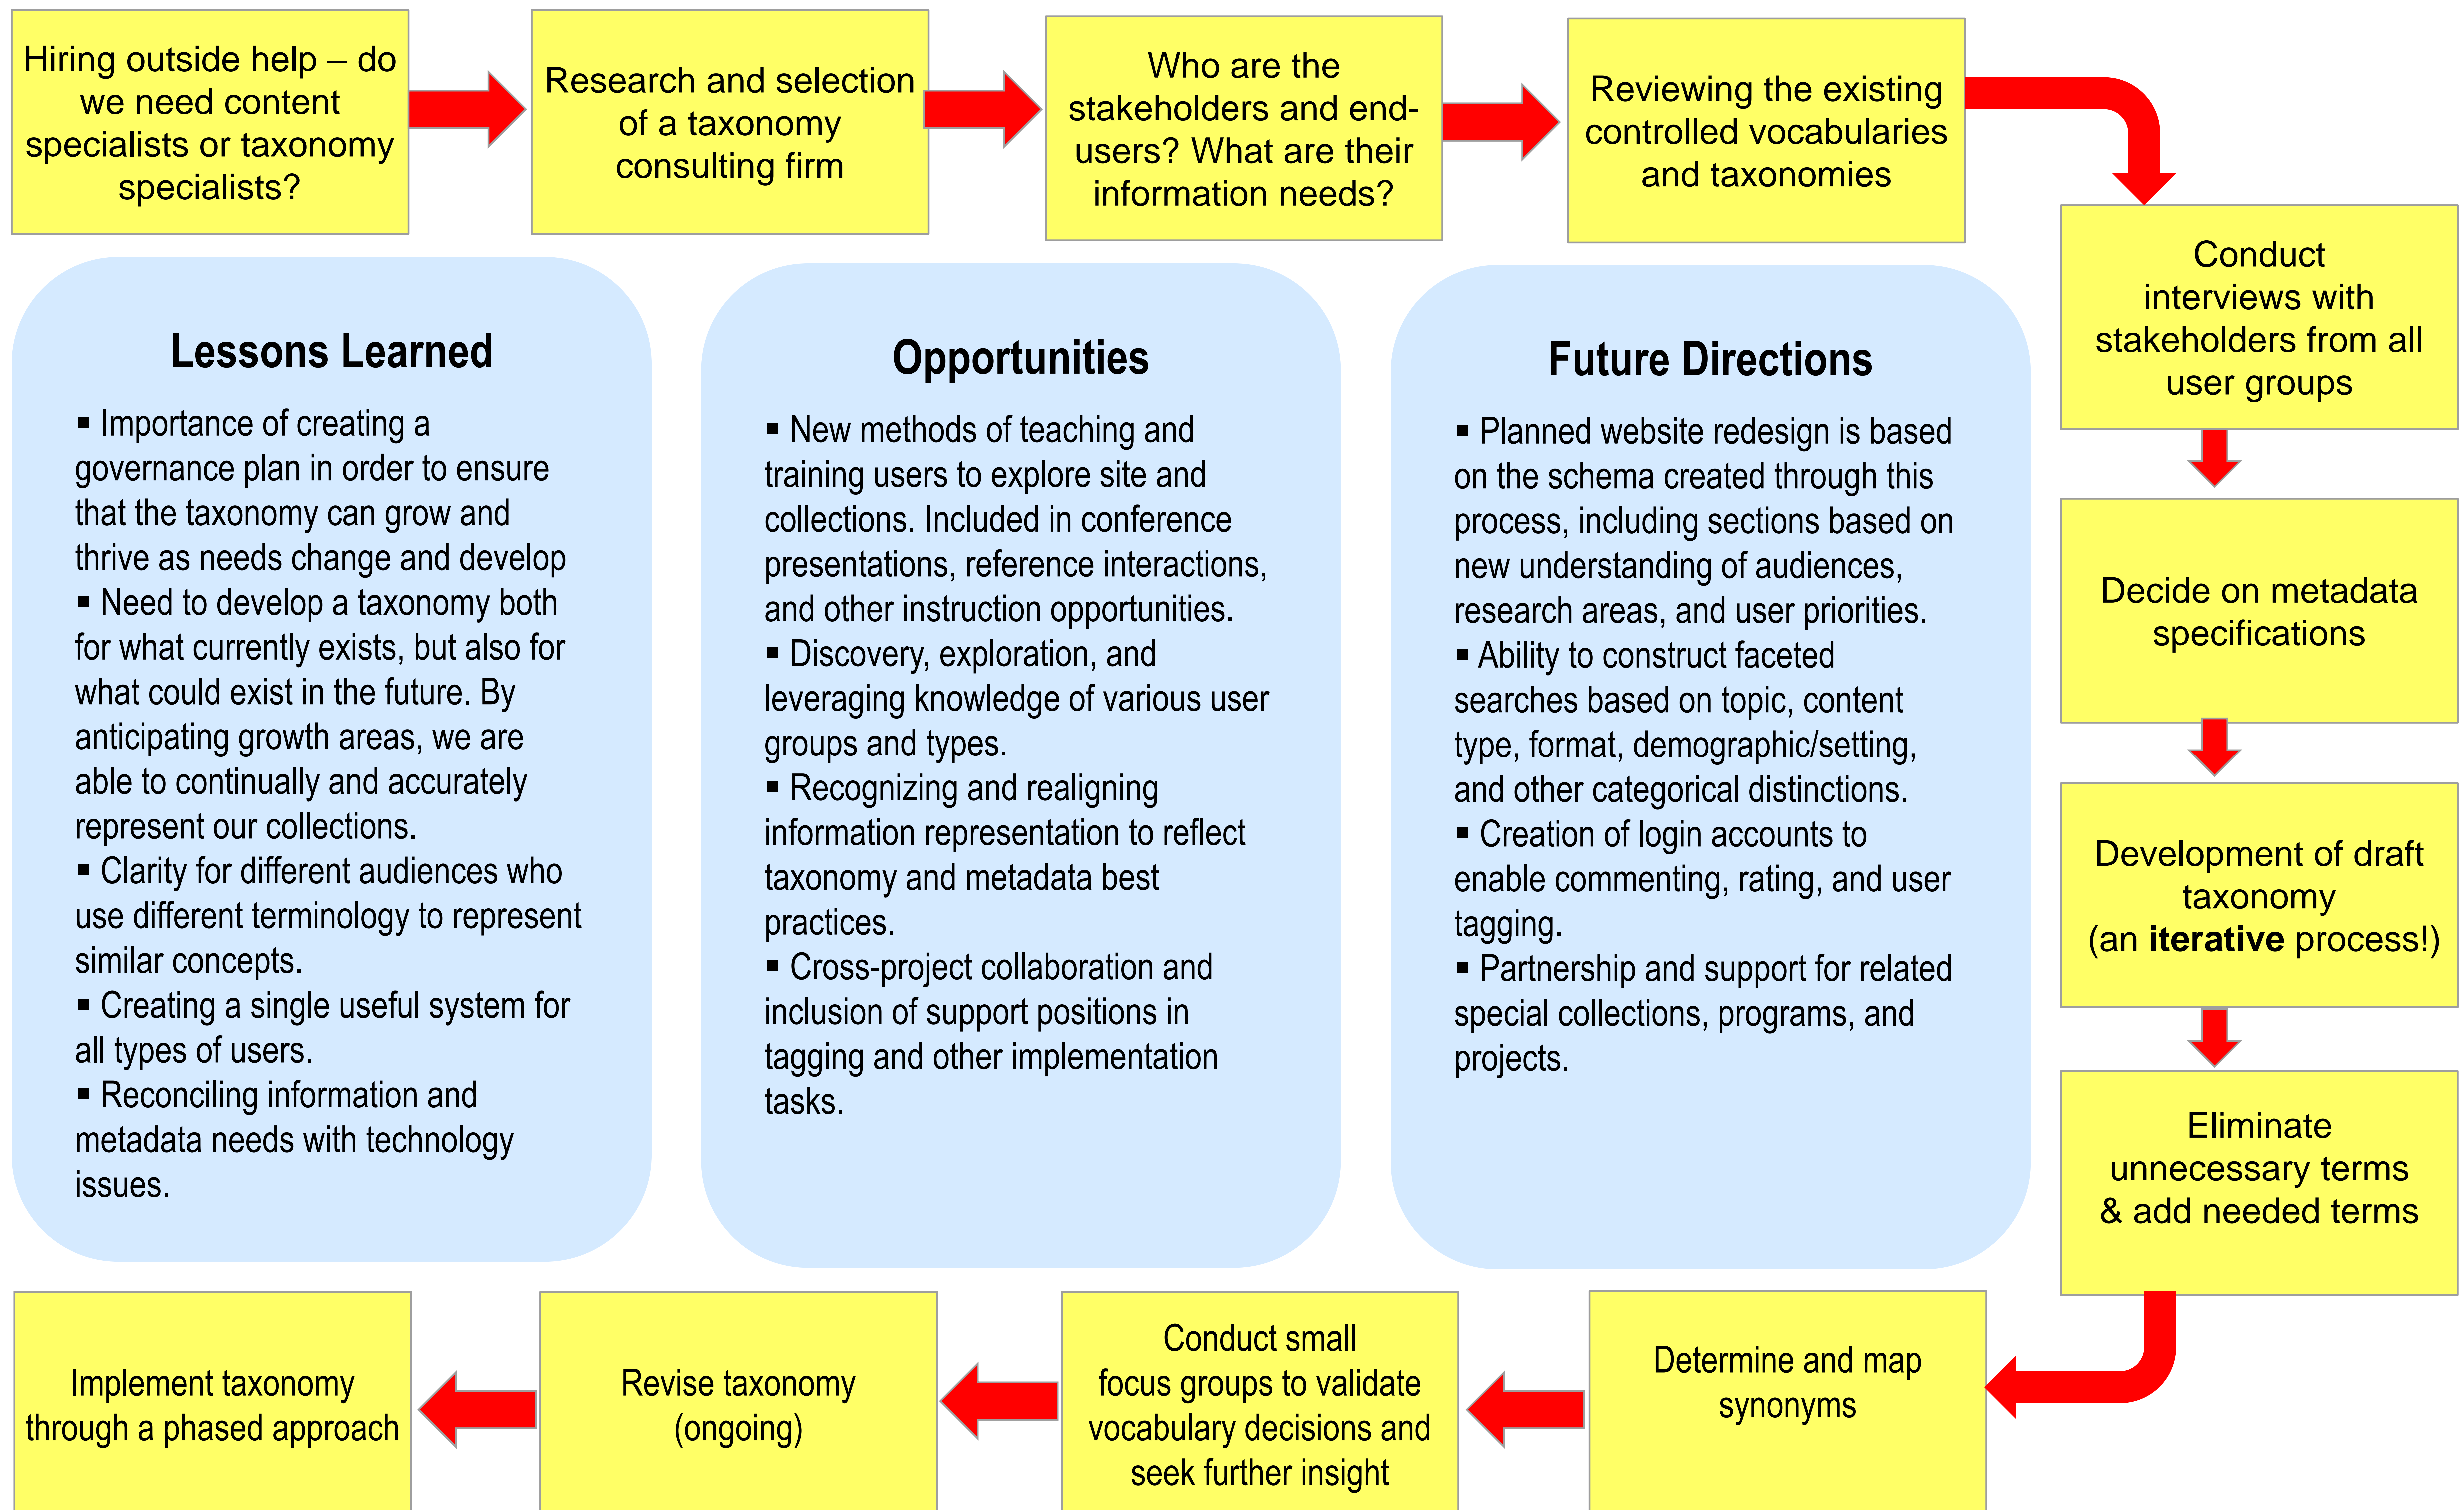 Hiring outside help – do
we need content
specialists or taxonomy
specialists?
Research and selection
of a taxonomy
consulting firm
Who are the
stakeholders and end-
users? What are their
information needs?
Reviewing the existing
controlled vocabularies
and taxonomies
Conduct
interviews with
stakeholders from all
user groups
Decide on metadata
specifications
Development of draft
taxonomy
(an iterative process!)
Eliminate
unnecessary terms
& add needed terms
Determine and map
synonyms
Conduct small
focus groups to validate
vocabulary decisions and
seek further insight
Revise taxonomy
(ongoing)
Implement taxonomy
through a phased approach
Lessons Learned
▪ Importance of creating a
governance plan in order to ensure
that the taxonomy can grow and
thrive as needs change and develop
▪ Need to develop a taxonomy both
for what currently exists, but also for
what could exist in the future. By
anticipating growth areas, we are
able to continually and accurately
represent our collections.
▪ Clarity for different audiences who
use different terminology to represent
similar concepts.
▪ Creating a single useful system for
all types of users.
▪ Reconciling information and
metadata needs with technology
issues.
Opportunities
▪ New methods of teaching and
training users to explore site and
collections. Included in conference
presentations, reference interactions,
and other instruction opportunities.
▪ Discovery, exploration, and
leveraging knowledge of various user
groups and types.
▪ Recognizing and realigning
information representation to reflect
taxonomy and metadata best
practices.
▪ Cross-project collaboration and
inclusion of support positions in
tagging and other implementation
tasks.
Future Directions
▪ Planned website redesign is based
on the schema created through this
process, including sections based on
new understanding of audiences,
research areas, and user priorities.
▪ Ability to construct faceted
searches based on topic, content
type, format, demographic/setting,
and other categorical distinctions.
▪ Creation of login accounts to
enable commenting, rating, and user
tagging.
▪ Partnership and support for related
special collections, programs, and
projects.